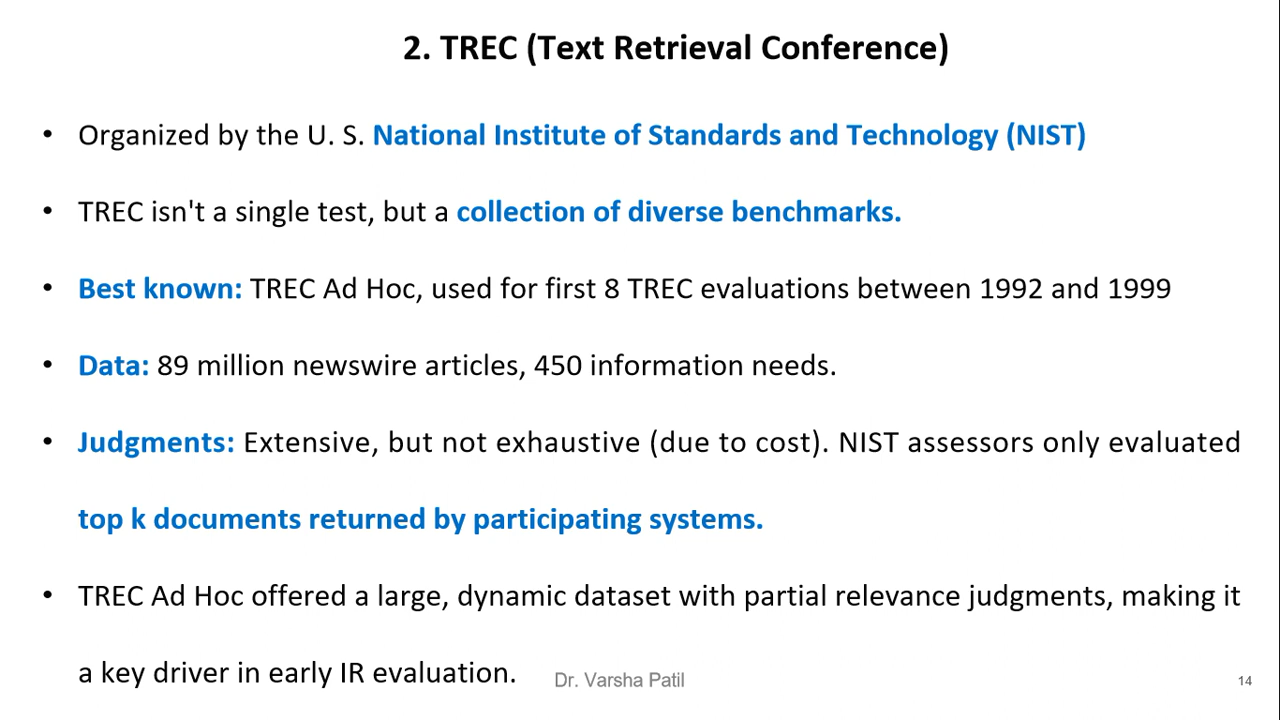 2. TREC (Text Retrieval Conference)
• Organized by the U. S. National Institute of Standards and Technology (NIST)
• TREC isn't a single test, but a collection of diverse benchmarks.
• Best known: TREC Ad Hoc, used for first 8 TREC evaluations between 1992 and 1999
• Data: 89 million newswire articles, 450 information needs.
• Judgments: Extensive, but not exhaustive (due to cost). NIST assessors only evaluated
top k documents returned by participating systems.
• TREC Ad Hoc offered a large, dynamic dataset with partial relevance judgments, making it
a key driver in early IR evaluation.
Dr. Varsha Patil
14